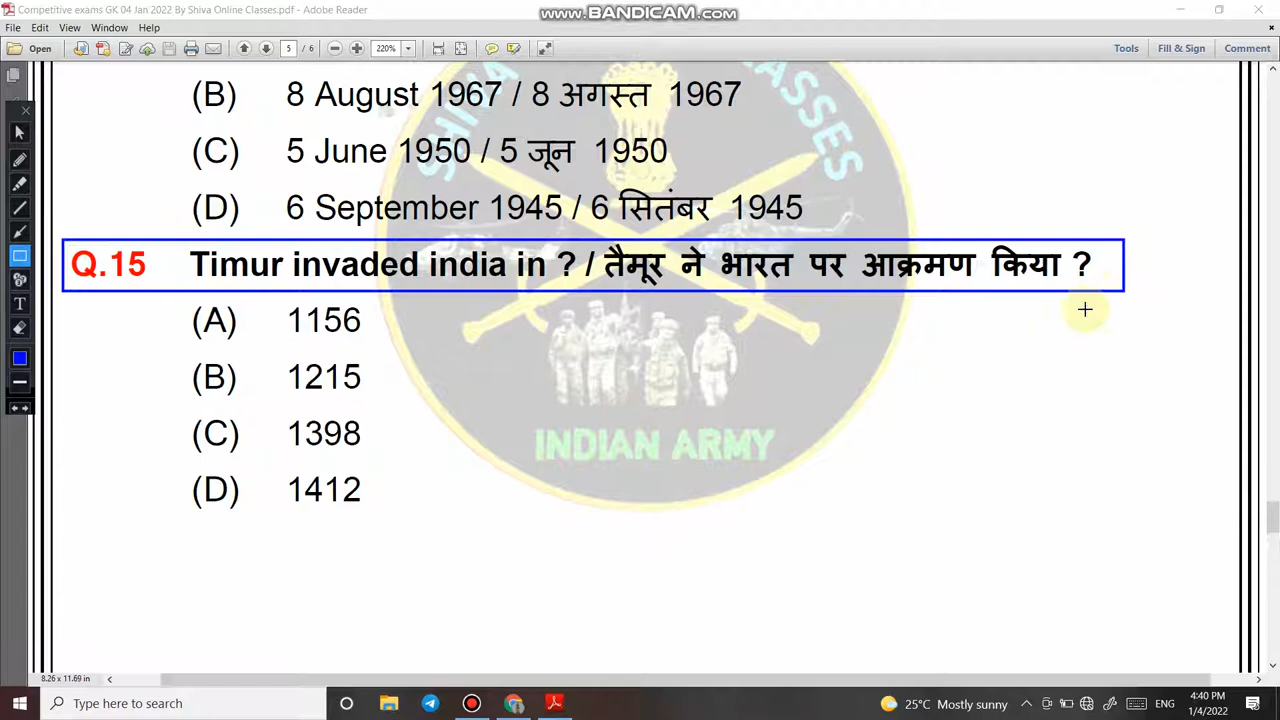 Competitive exams GK 04 Jan 2022 By Shiva Online Classes.pdf - Adobe Reader
www.BANDICAM.com
File Edit View Window Help
Open 5 / 6 220% Tools Fill & Sign Comment
(B) 8 August 1967 / 8 अगस्त 1967
(C) 5 June 1950 / 5 जून 1950
(D) 6 September 1945 / 6 सितंबर 1945
Q.15 Timur invaded india in ? / तैमूर ने भारत पर आक्रमण किया ?
(A) 1156
(B) 1215
(C) 1398
(D) 1412
SHIVA CLASSES
INDIAN ARMY
8.26 x 11.69 in
Type here to search 25°C Mostly sunny ENG 4:40 PM
1/4/2022